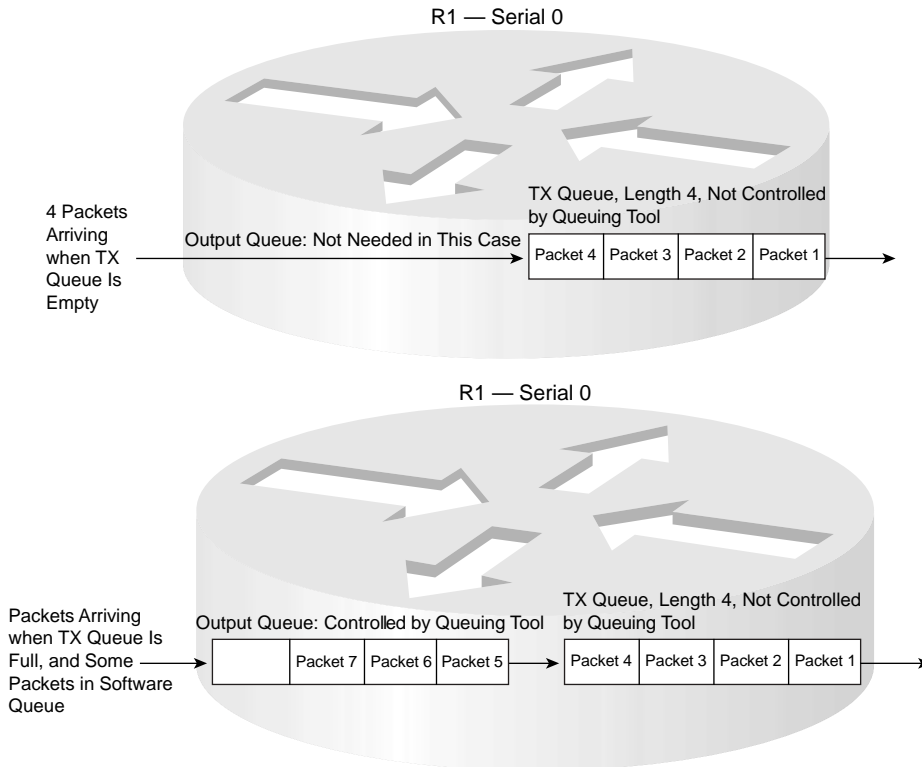 R1 — Serial 0
TX Queue, Length 4, Not Controlled
by Queuing Tool
4 Packets
Arriving
when TX
Queue Is
Empty
Output Queue: Not Needed in This Case
Packet 4 Packet 3 Packet 2 Packet 1
R1 — Serial 0
TX Queue, Length 4, Not Controlled
by Queuing Tool
Packets Arriving
when TX Queue Is
Full, and Some
Packets in Software
Queue
Output Queue: Controlled by Queuing Tool
Packet 7 Packet 6 Packet 5
Packet 4 Packet 3 Packet 2 Packet 1